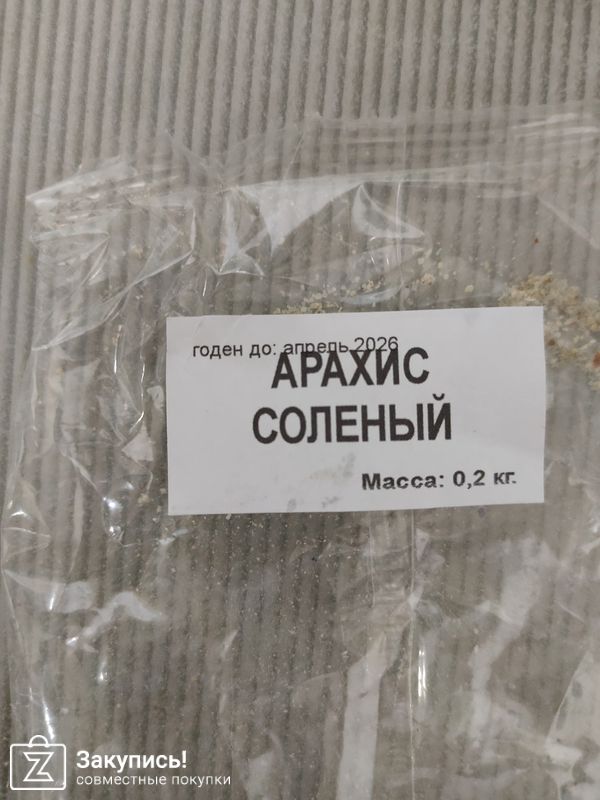 годен до: апрель 2026
АРАХИС
СОЛЕНЫЙ
Масса: 0,2 кг.
Закупись!
совместные покупки